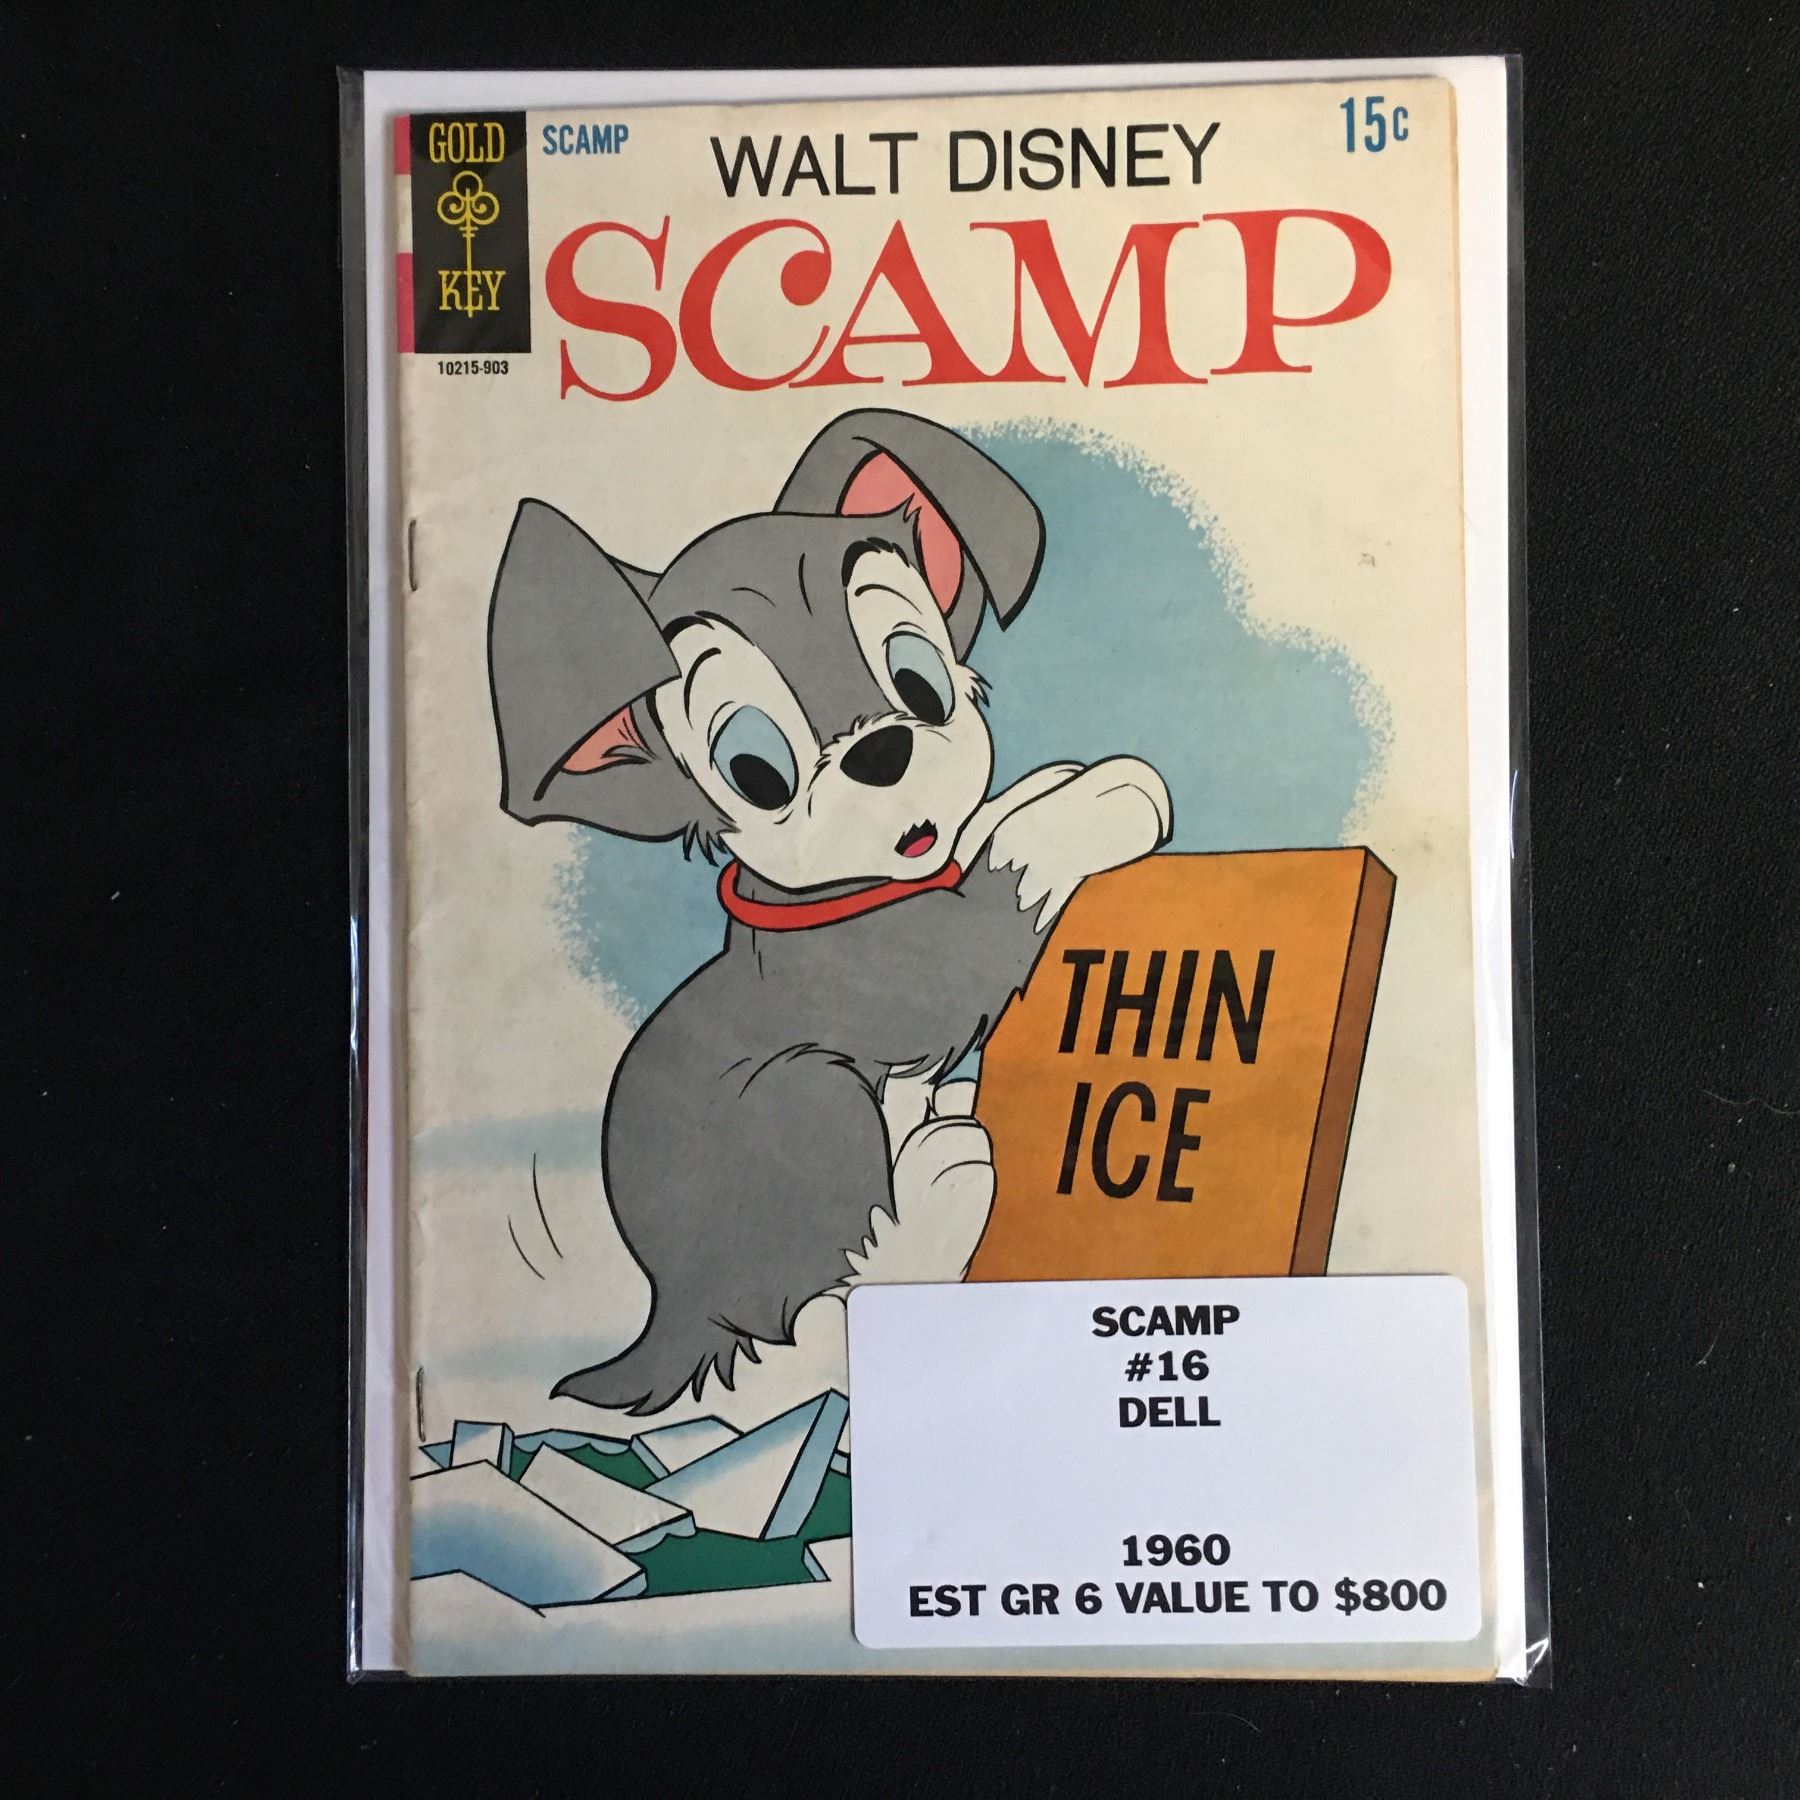 GOLD
KEY
10215-903
SCAMP
15c
WALT DISNEY
SCAMP
THIN
ICE
SCAMP
#16
DELL
1960
EST GR 6 VALUE TO $800